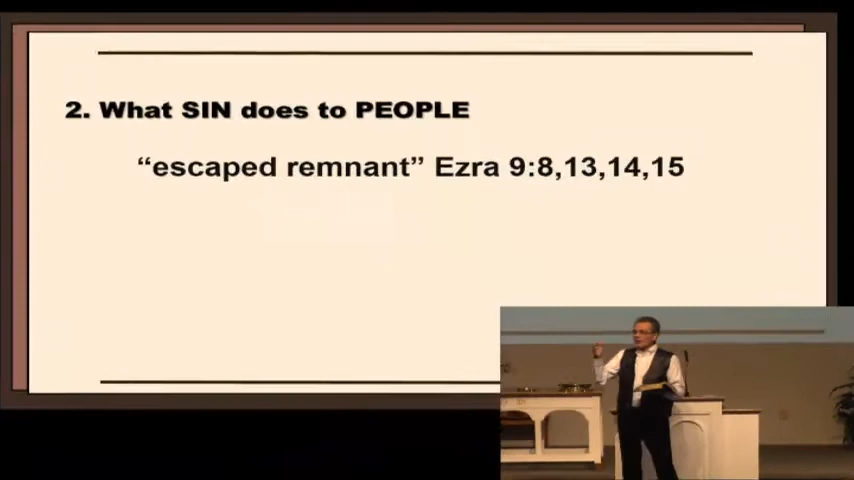 2. What SIN does to PEOPLE
“escaped remnant” Ezra 9:8,13,14,15